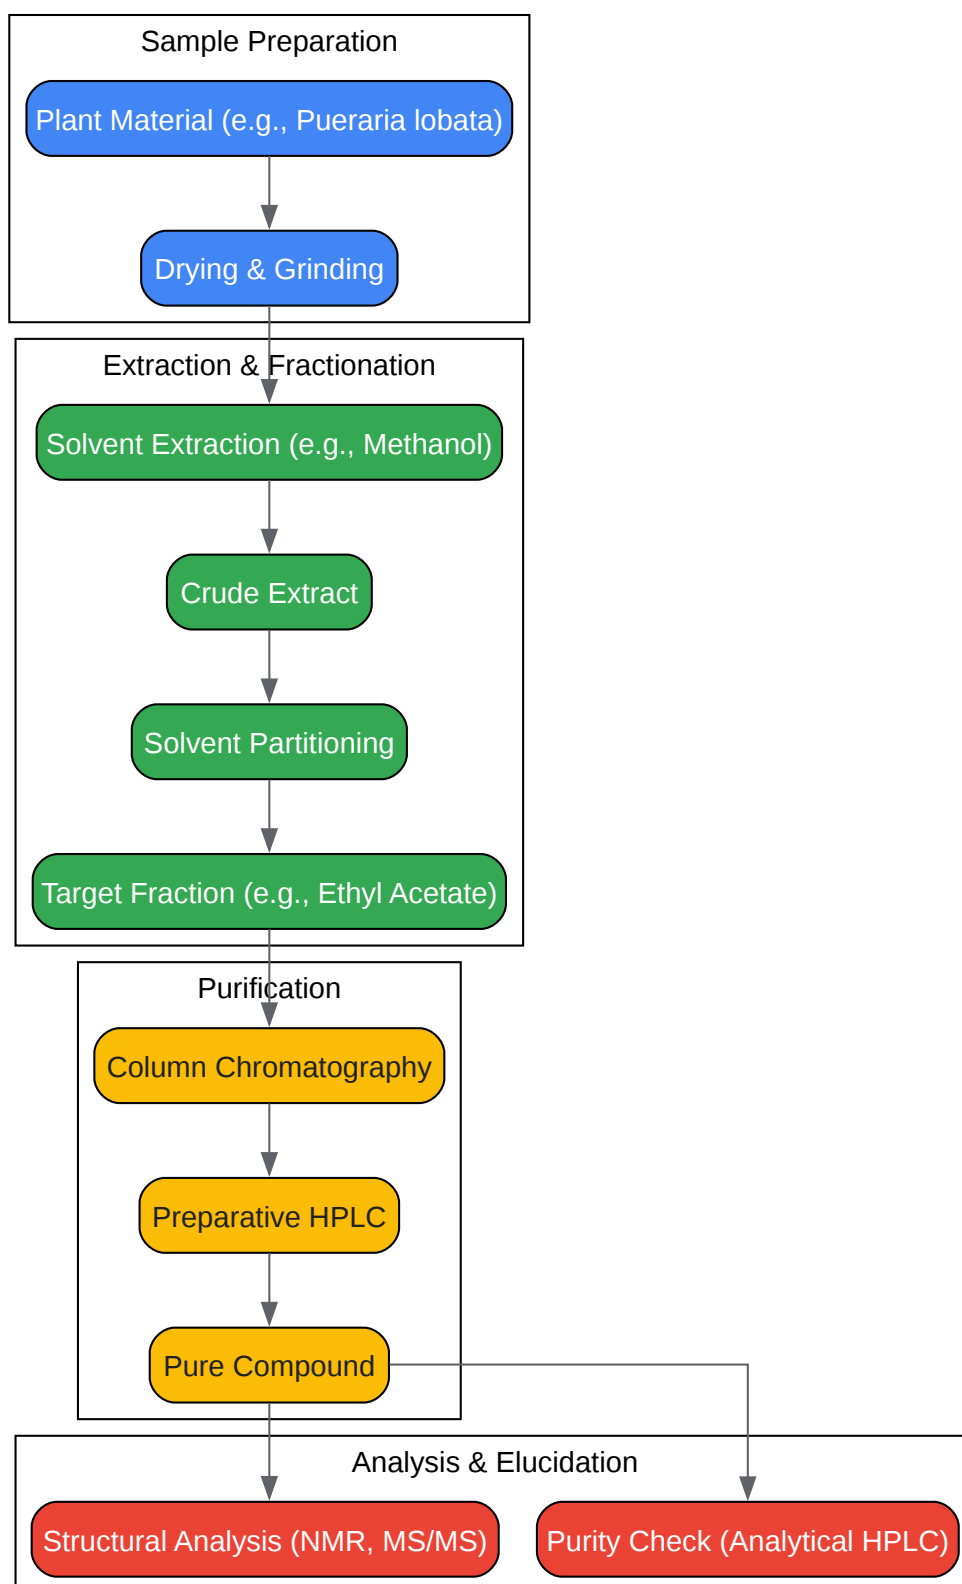 Sample Preparation
Plant Material (e.g., Pueraria lobata)
Drying & Grinding
Extraction & Fractionation
Solvent Extraction (e.g., Methanol)
Crude Extract
Solvent Partitioning
Target Fraction (e.g., Ethyl Acetate)
Purification
Column Chromatography
Preparative HPLC
Pure Compound
Analysis & Elucidation
Structural Analysis (NMR, MS/MS)
Purity Check (Analytical HPLC)